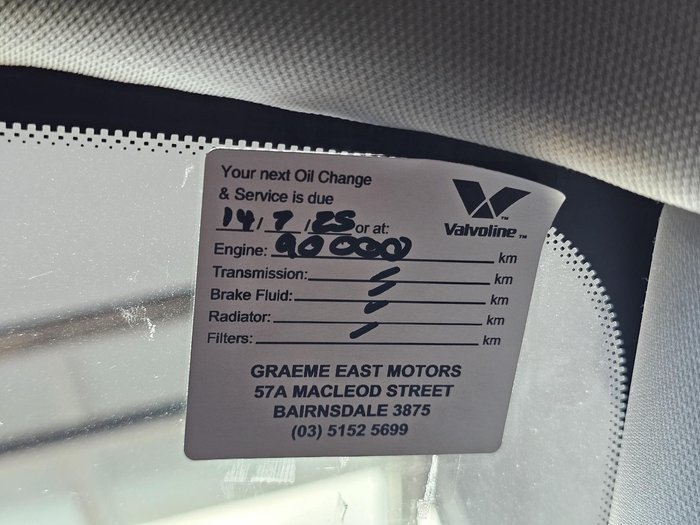 Your next Oil Change
& Service is due
14/7/25 or at:
Valvoline™
Engine: 90000 km
Transmission: km
Brake Fluid: km
Radiator: km
Filters: km
GRAEME EAST MOTORS
57A MACLEOD STREET
BAIRNSDALE 3875
(03) 5152 5699